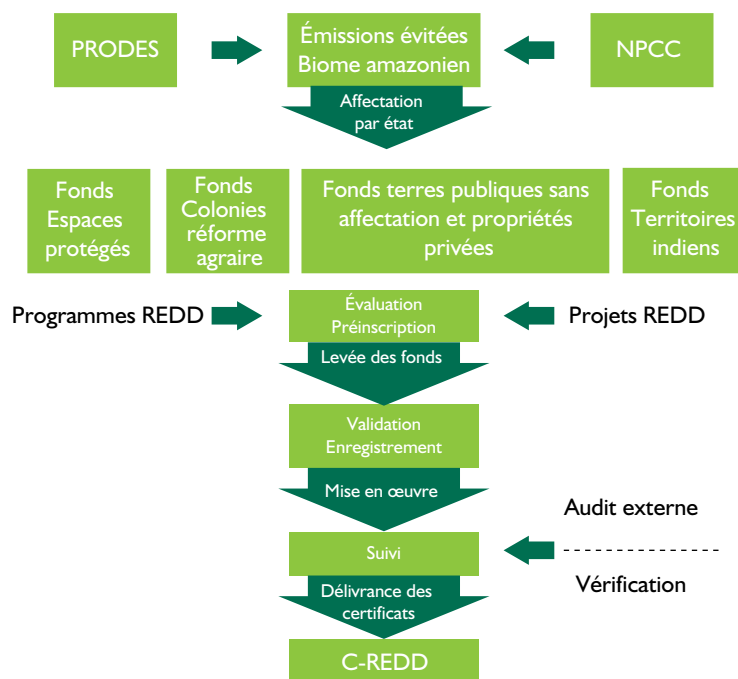 PRODES
Émissions évitées
Biome amazonien
NPCC
Affectation
par état
Fonds
Espaces
protégés
Fonds
Colonies
réforme
agraire
Fonds terres publiques sans
affectation et propriétés
privées
Fonds
Territoires
indiens
Programmes REDD
Évaluation
Préinscription
Projets REDD
Levée des fonds
Validation
Enregistrement
Mise en œuvre
Audit externe
Suivi
Vérification
Délivrance des
certificats
C-REDD